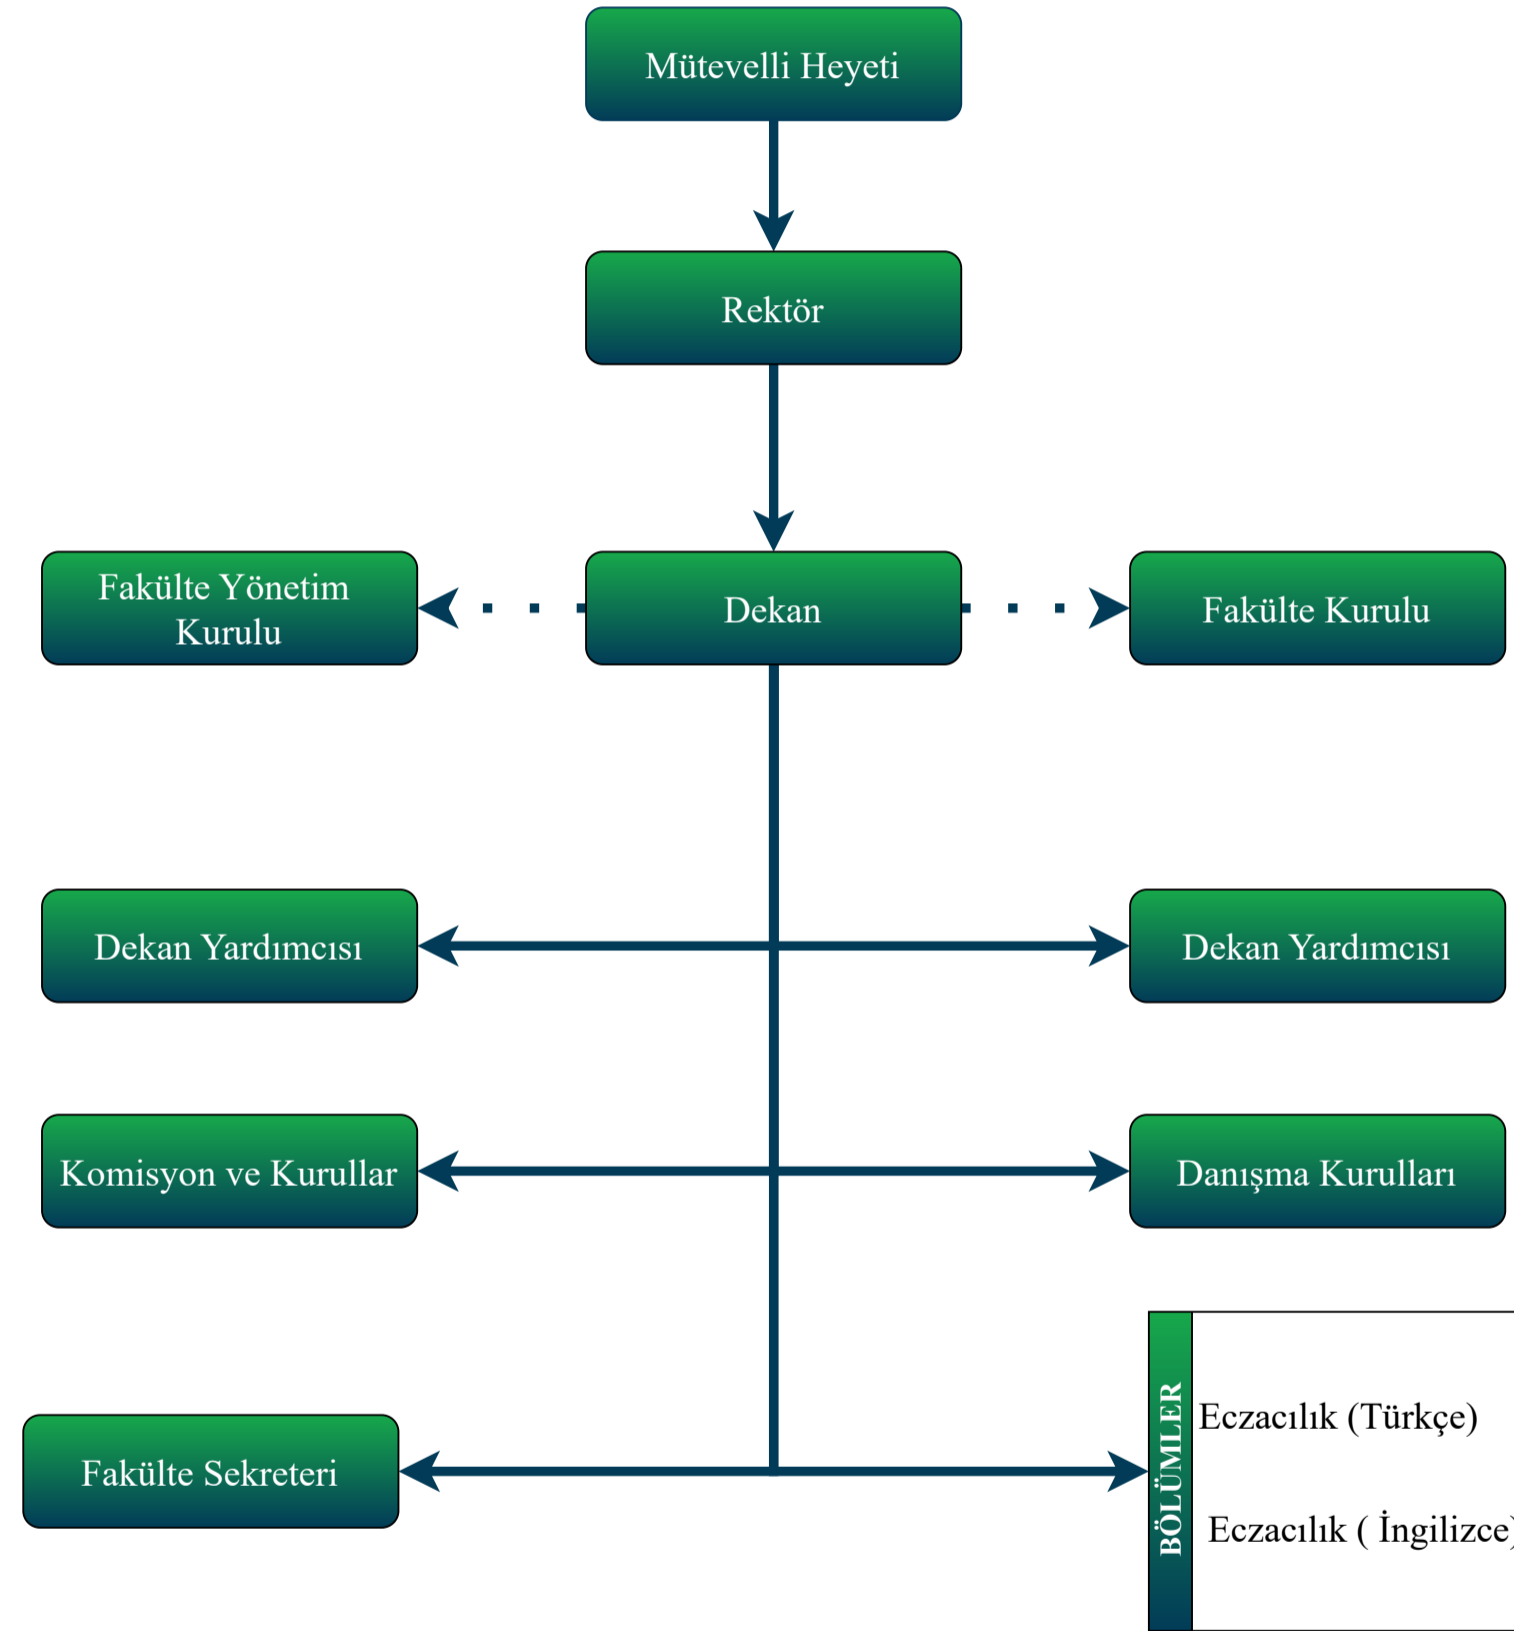 Mütevelli Heyeti
Rektör
Fakülte Yönetim
Kurulu
Dekan
Fakülte Kurulu
Dekan Yardımcısı
Dekan Yardımcısı
Komisyon ve Kurullar
Danışma Kurulları
Fakülte Sekreteri
BÖLÜMLER
Eczacılık (Türkçe)
Eczacılık ( İngilizce)